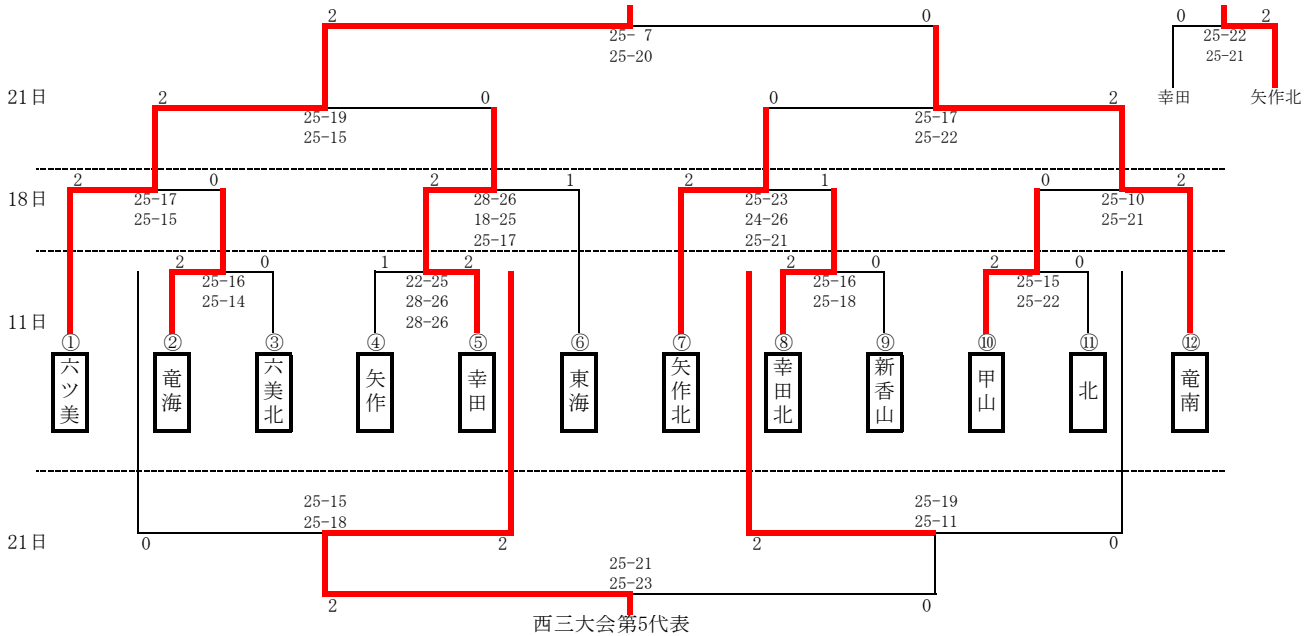 2 0 0 2
25- 7 25-22
25-20 25-21
幸田 矢作北
21日 2 0 0 2
25-19 25-17
25-15 25-22
18日 2 0 2 1 2 1 0 2
25-17 28-26 25-23 25-10
25-15 18-25 24-26 25-21
25-17 25-21
2 0 1 2 2 0 2 0
25-16 22-25 25-16 25-15
25-14 28-26 25-18 25-22
11日 28-26
① ② ③ ④ ⑤ ⑥ ⑦ ⑧ ⑨ ⑩ ⑪ ⑫
六ツ美 竜海 六美北 矢作 幸田 東海 矢作北 幸田北 新香山 甲山 北 竜南
25-15 25-19
25-18 25-11
21日 0 2 2 0
25-21
25-23
2 0
西三大会第5代表